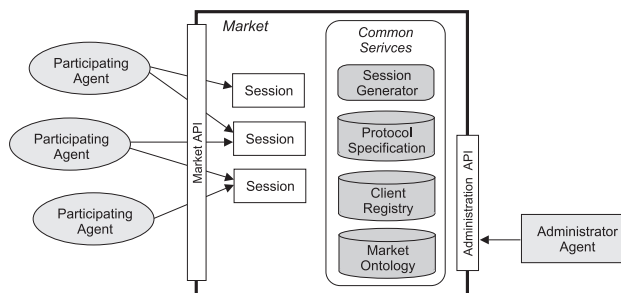 Market
Common
Serivces
Participating
Agent
Session
Session
Generator
Participating
Agent
Session
Protocol
Specification
Market API
Session
Client
Registry
Participating
Agent
Market
Ontology
Administration API
Administrator
Agent